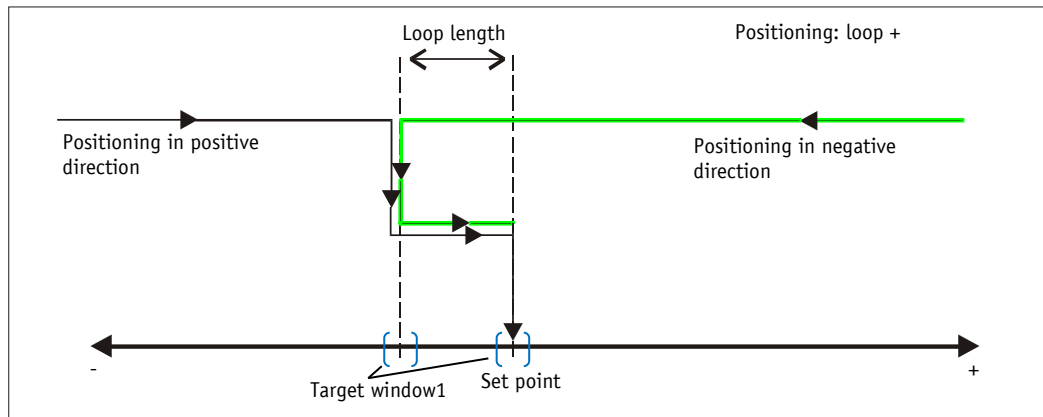 Loop length
Positioning: loop +
Positioning in positive
direction
Positioning in negative
direction
-
+
Target window1
Set point